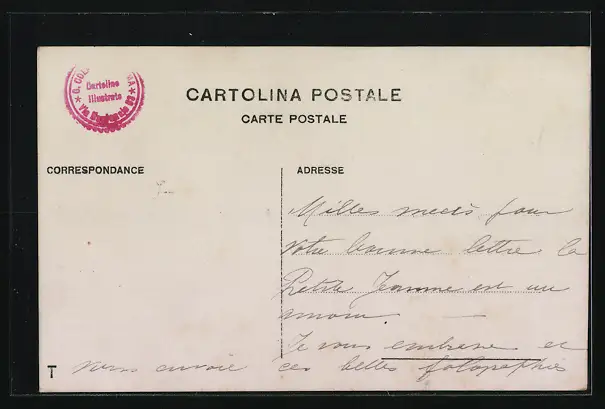 Cartoline
Illustrate
CARTOLINA POSTALE
CARTE POSTALE
CORRESPONDANCE
ADRESSE
Milles mercis pour
votre bonne lettre la
Petite Jeanne est un
amour.
Je vous embrasse et
T
vous envoie ces belles fotografies